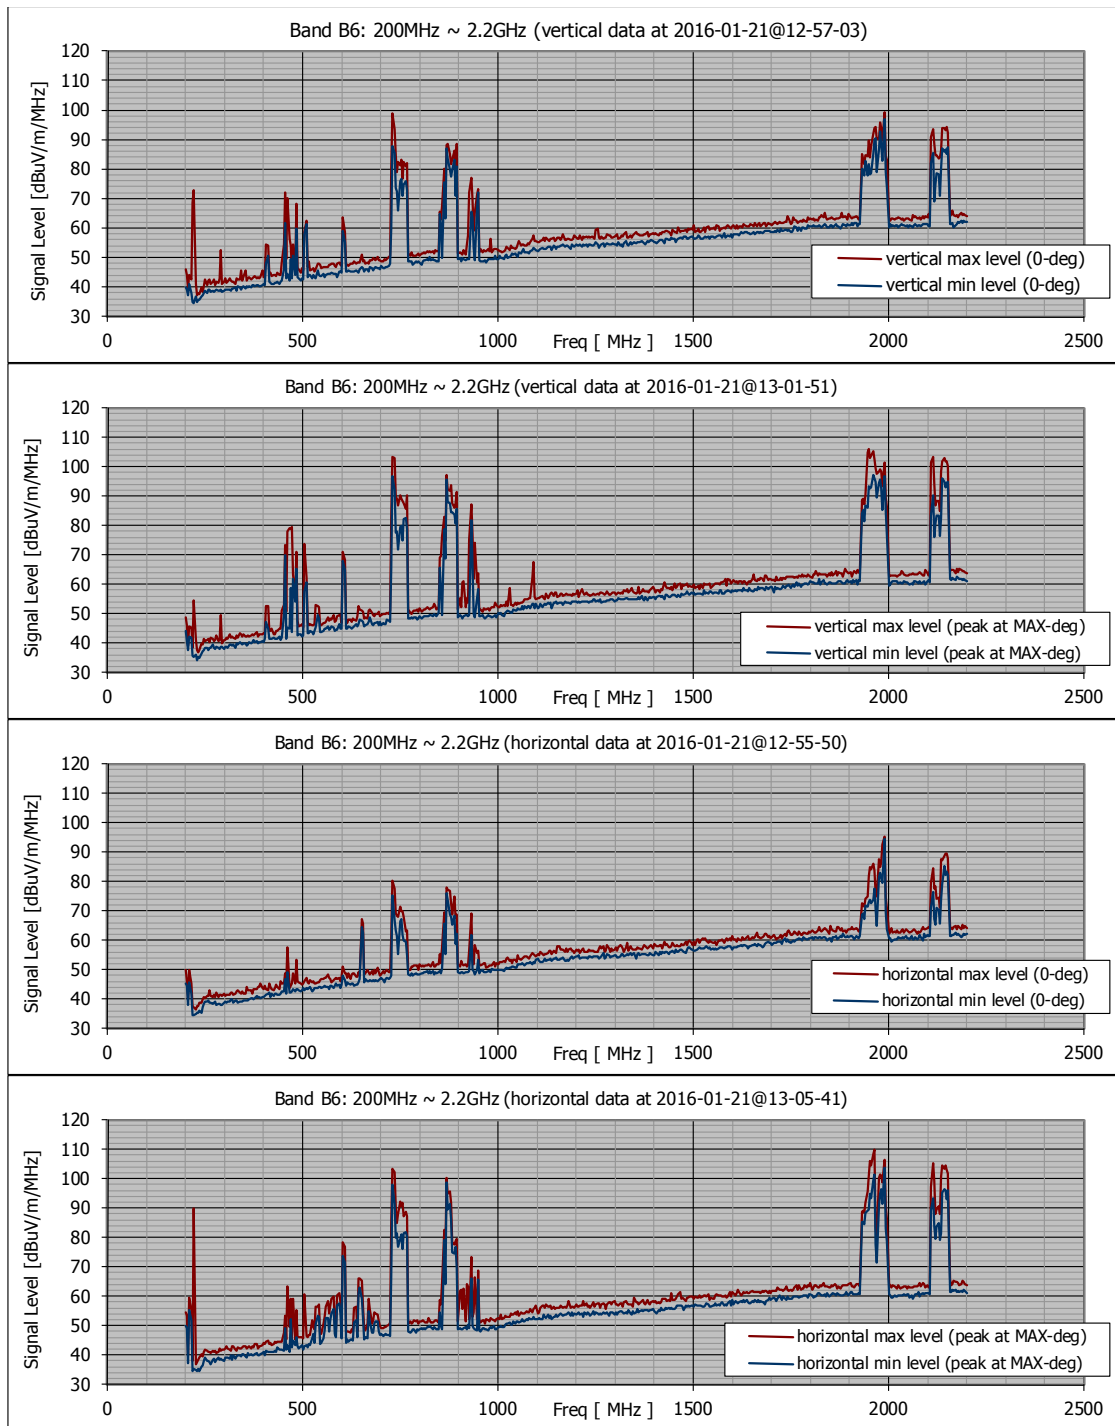 Band B6: 200MHz ~ 2.2GHz (vertical data at 2016-01-21@12-57-03)
Signal Level [dBuV/m/MHz]
120
110
100
90
80
70
60
50
40
30
vertical max level (0-deg)
vertical min level (0-deg)
0 500 1000 1500 2000 2500
Freq [ MHz ]
Band B6: 200MHz ~ 2.2GHz (vertical data at 2016-01-21@13-01-51)
Signal Level [dBuV/m/MHz]
120
110
100
90
80
70
60
50
40
30
vertical max level (peak at MAX-deg)
vertical min level (peak at MAX-deg)
0 500 1000 1500 2000 2500
Freq [ MHz ]
Band B6: 200MHz ~ 2.2GHz (horizontal data at 2016-01-21@12-55-50)
Signal Level [dBuV/m/MHz]
120
110
100
90
80
70
60
50
40
30
horizontal max level (0-deg)
horizontal min level (0-deg)
0 500 1000 1500 2000 2500
Freq [ MHz ]
Band B6: 200MHz ~ 2.2GHz (horizontal data at 2016-01-21@13-05-41)
Signal Level [dBuV/m/MHz]
120
110
100
90
80
70
60
50
40
30
horizontal max level (peak at MAX-deg)
horizontal min level (peak at MAX-deg)
0 500 1000 1500 2000 2500
Freq [ MHz ]